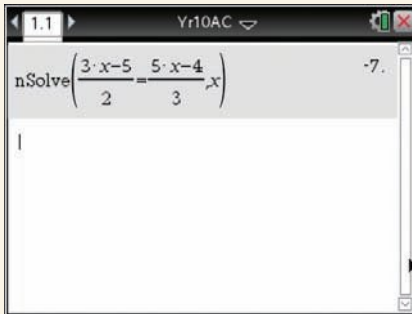 1.1 Yr10AC
nSolve((3·x−5)/2=(5·x−4)/3,x) -7.